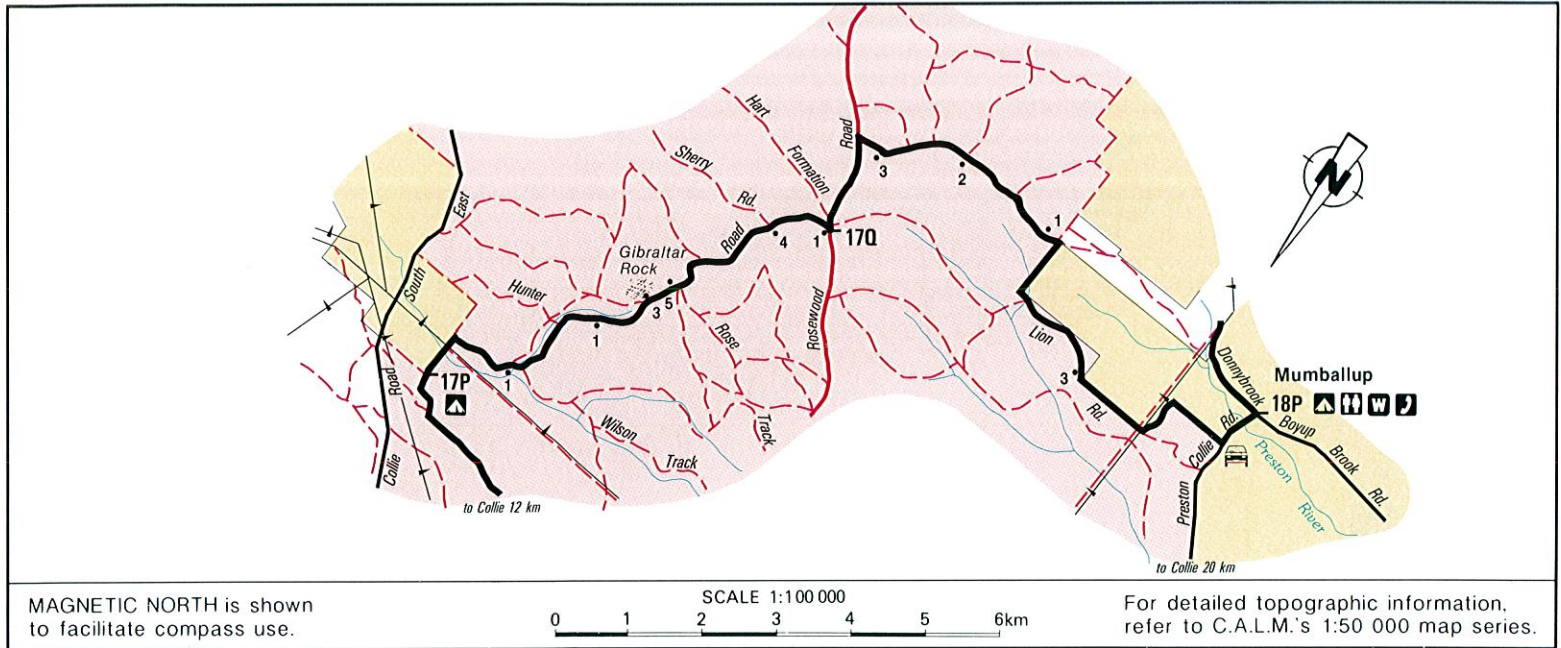 Hart
Formation
Road
Sherry
Rd.
East
South
Road
Collie
Gibraltar
Rock
Road
Hunter
3
2
1
4
1
17Q
5
3
1
1
Rose
Track
Rosewood
17P
Wilson
Track
to Collie 12 km
N
Lion
Rd.
3
Donnybrook
Boyup
Brook
Rd.
Mumballup
18P W
Collie
Rd.
Preston
Preston
River
to Collie 20 km
MAGNETIC NORTH is shown
to facilitate compass use.
SCALE 1:100 000
0 1 2 3 4 5 6km
For detailed topographic information,
refer to C.A.L.M.'s 1:50 000 map series.